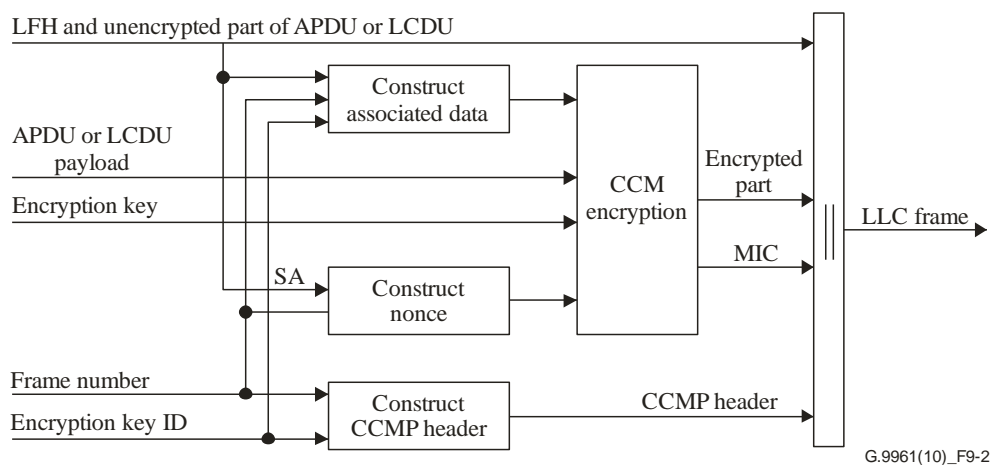 LFH and unencrypted part of APDU or LCDU
Construct
associated data
APDU or LCDU
payload
Encryption key
CCM
encryption
Encrypted
part
MIC
||
LLC frame
SA
Construct
nonce
Frame number
Encryption key ID
Construct
CCMP header
CCMP header
G.9961(10)_F9-2